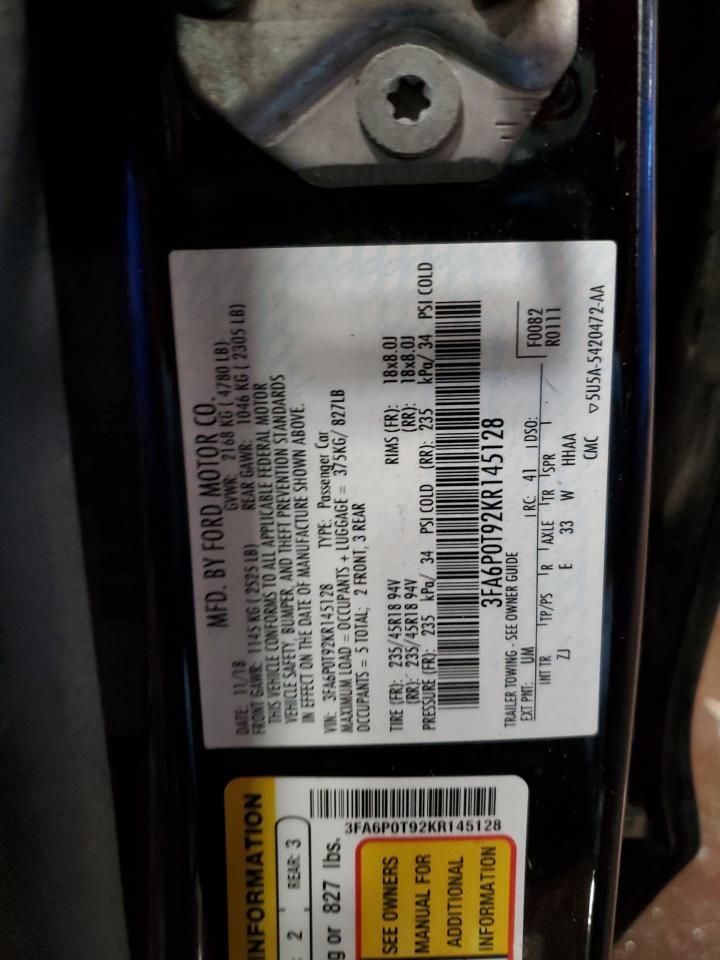 MFD. BY FORD MOTOR CO.
DATE: 11/18 GVWR: 2168 KG ( 4780 LB)
FRONT GAWR: 1145 KG ( 2525 LB) REAR GAWR: 1046 KG ( 2305 LB)
THIS VEHICLE CONFORMS TO ALL APPLICABLE FEDERAL MOTOR
VEHICLE SAFETY, BUMPER, AND THEFT PREVENTION STANDARDS
IN EFFECT ON THE DATE OF MANUFACTURE SHOWN ABOVE.
VIN: 3FA6P0T92KR145128 TYPE: Passenger Car
MAXIMUM LOAD = OCCUPANTS + LUGGAGE = 375KG/ 827LB
OCCUPANTS = 5 TOTAL; 2 FRONT, 3 REAR
TIRE (FR): 235/45R18 94V RIMS (FR): 18x8.0J
(RR): 235/45R18 94V (RR): 18x8.0J
PRESSURE (FR): 235 kPa/ 34 PSI COLD (RR): 235 kPa/ 34 PSI COLD
3FA6P0T92KR145128
TRAILER TOWING - SEE OWNER GUIDE
F0082
R0111
EXT PNT: UM RC: 41 DSO:
INT TR TP/PS R AXLE TR SPR
ZJ E 33 W HHAA
CMC ▽5U5A-5420472-AA
INFORMATION
: 2 REAR: 3
g or 827 lbs.
3FA6P0T92KR145128
SEE OWNERS
MANUAL FOR
ADDITIONAL
INFORMATION